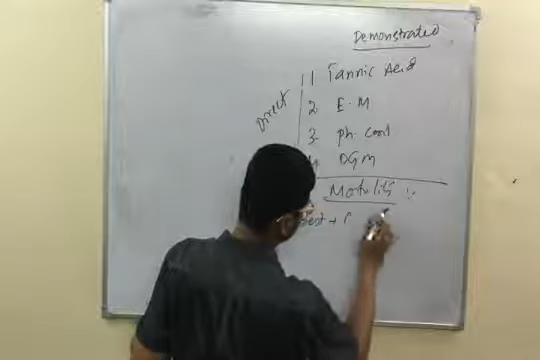 Demonstrated
Direct
1 Tannic Acid
2. E.M
3. ph. cont
DGM
Motility